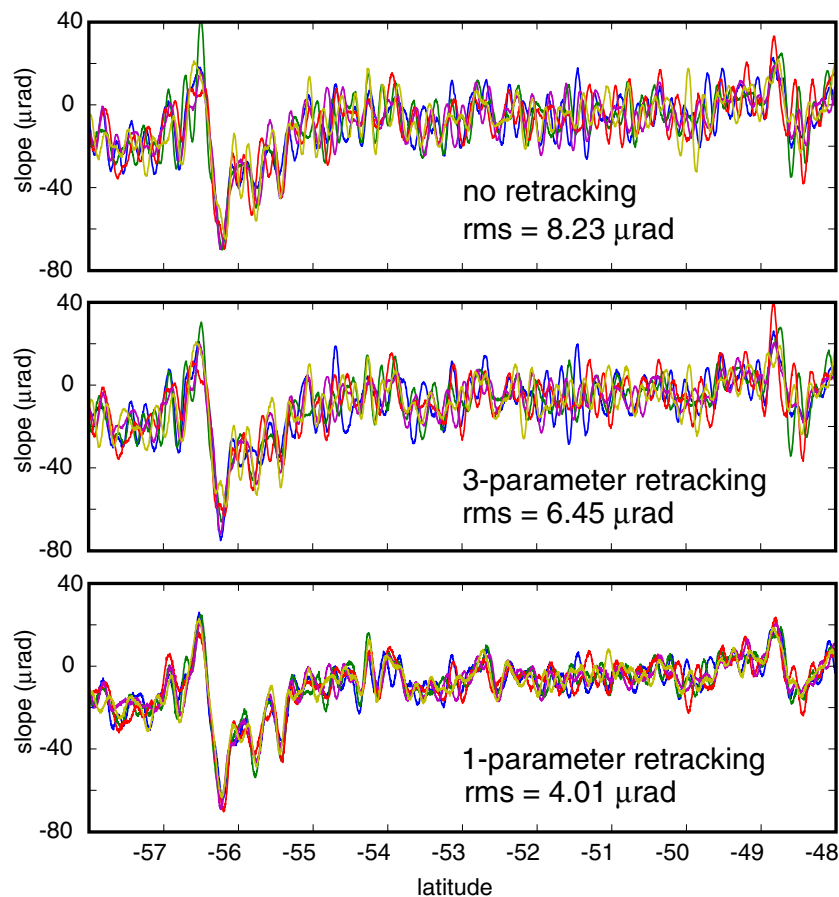 40
0
-40
-80
slope (µrad)
no retracking
rms = 8.23 µrad
40
0
-40
-80
slope (µrad)
3-parameter retracking
rms = 6.45 µrad
40
0
-40
-80
slope (µrad)
1-parameter retracking
rms = 4.01 µrad
-57 -56 -55 -54 -53 -52 -51 -50 -49 -48
latitude